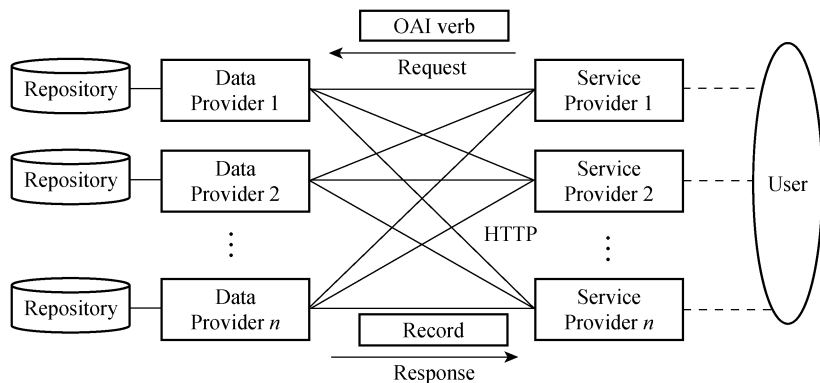 OAI verb
Request
Repository
Data
Provider 1
Service
Provider 1
Repository
Data
Provider 2
Service
Provider 2
User
HTTP
Repository
Data
Provider n
Service
Provider n
Record
Response